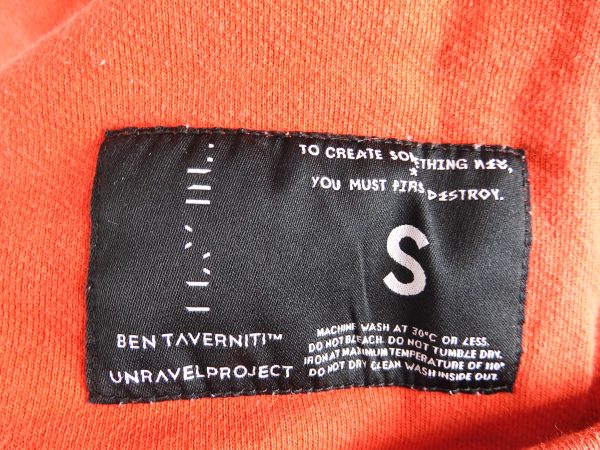 TO CREATE SOMETHING NEW,
YOU MUST FIRST DESTROY.
S
BEN TAVERNITI™
UNRAVELPROJECT
MACHINE WASH AT 30°C OR LESS.
DO NOT BLEACH. DO NOT TUMBLE DRY.
IRON AT MAXIMUM TEMPERATURE OF 110°
DO NOT DRY CLEAN. WASH INSIDE OUT.